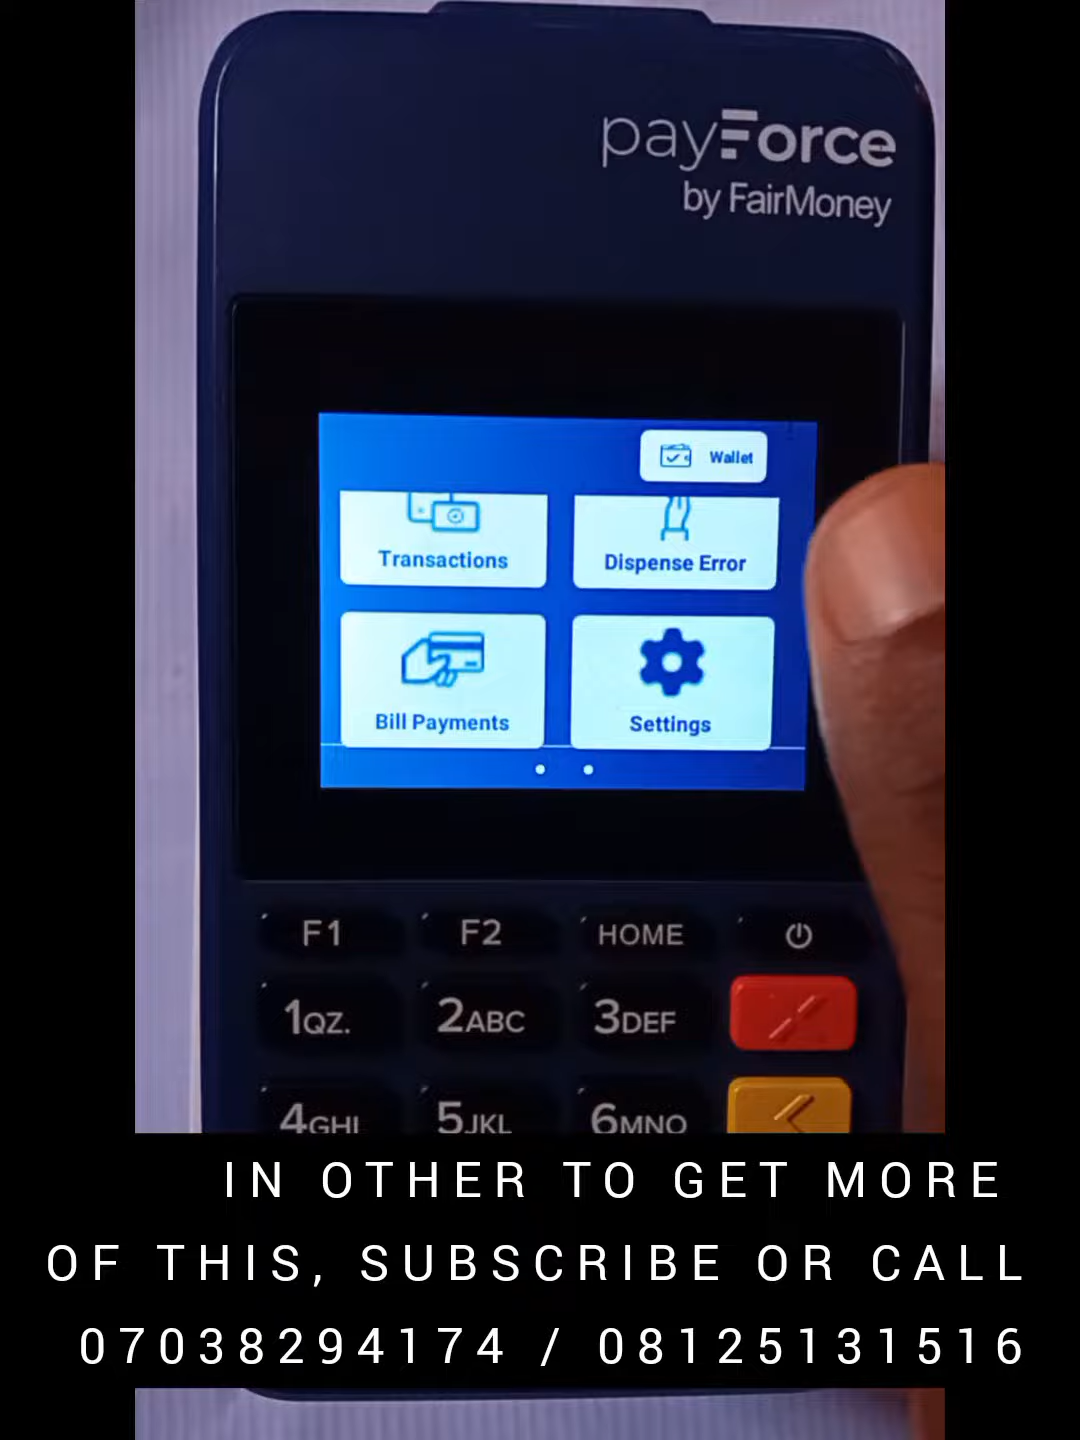 payForce
by FairMoney
Wallet
Transactions
Dispense Error
Bill Payments
Settings
F1 F2 HOME
1QZ. 2ABC 3DEF
4GHI 5JKL 6MNO
IN OTHER TO GET MORE
OF THIS, SUBSCRIBE OR CALL
07038294174 / 08125131516